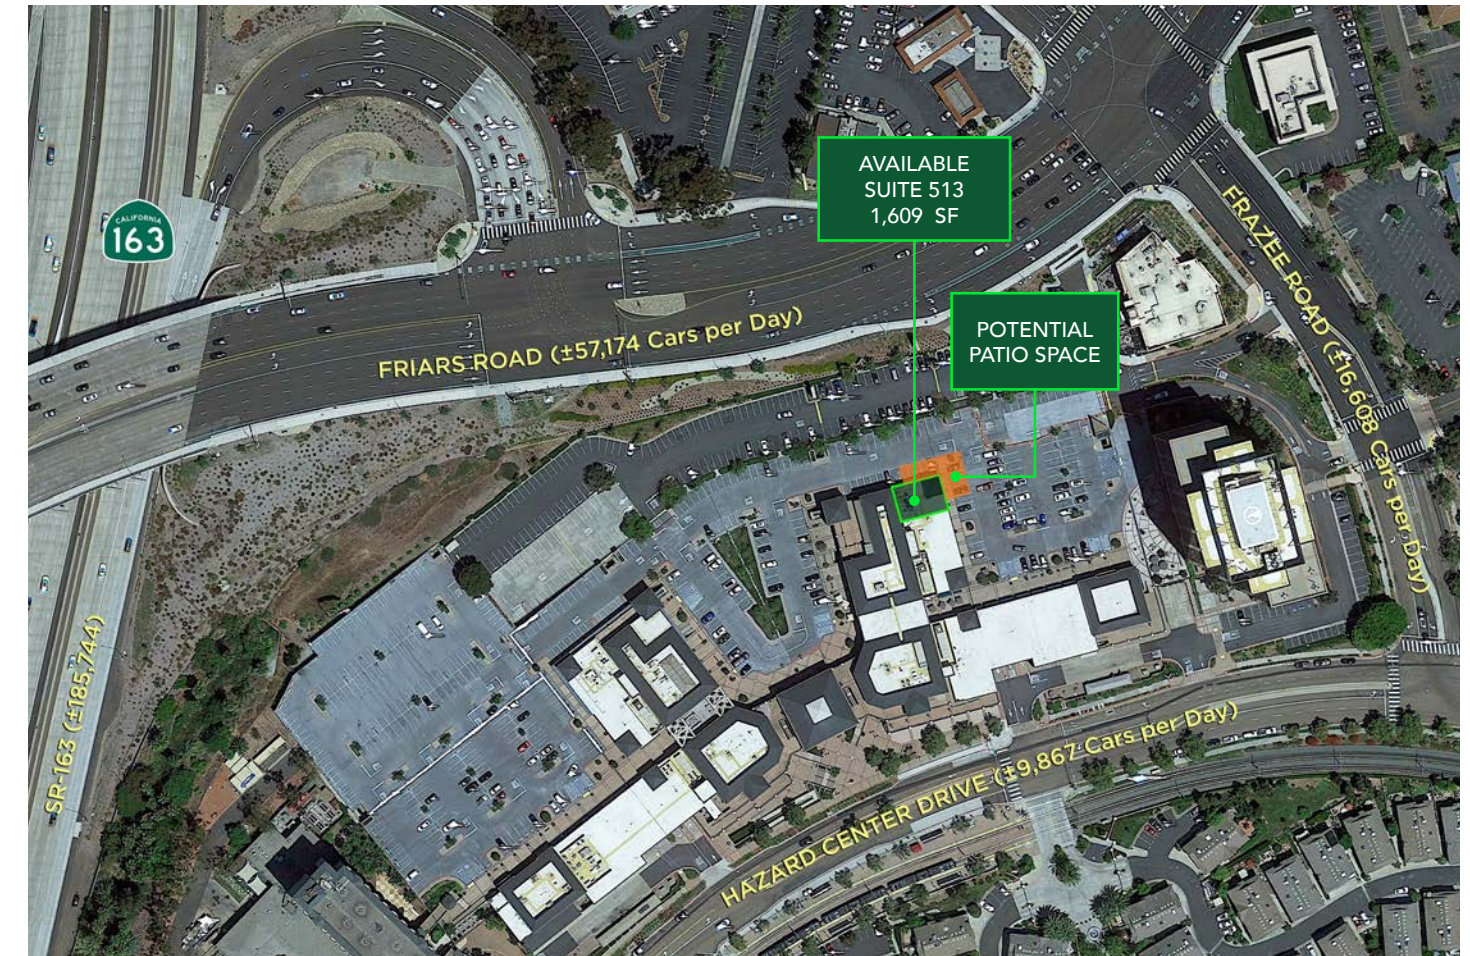 AVAILABLE
SUITE 513
1,609 SF
CALIFORNIA
163
POTENTIAL
PATIO SPACE
FRIARS ROAD (±57,174 Cars per Day)
FRAZEE ROAD (±16,608 Cars per Day)
SR-163 (±185,744)
HAZARD CENTER DRIVE (±9,867 Cars per Day)